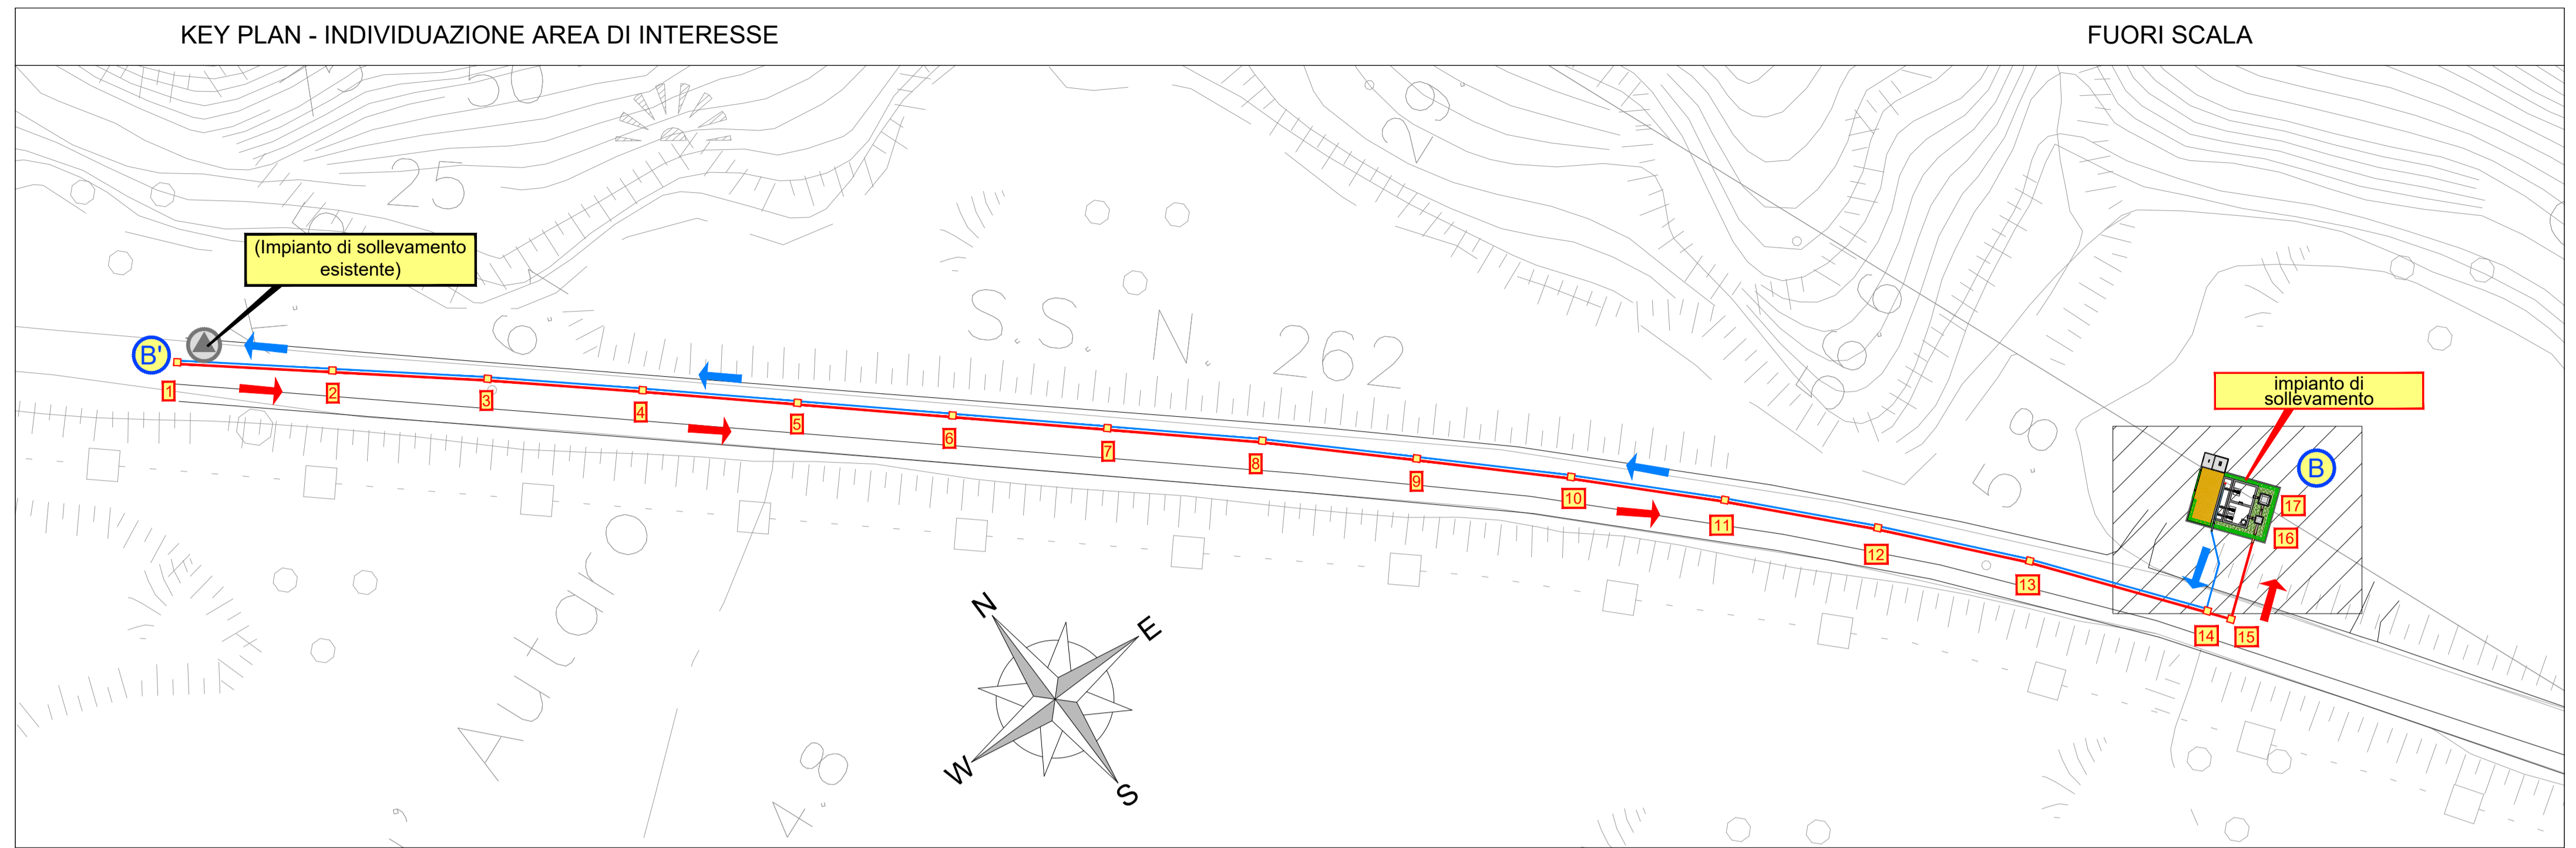 KEY PLAN - INDIVIDUAZIONE AREA DI INTERESSE
FUORI SCALA
25
(Impianto di sollevamento
esistente)
S.S. N. 262
B'
1
2
3
4
5
6
7
8
9
10
11
12
13
14
15
16
17
impianto di
sollevamento
B
N
E
W
S